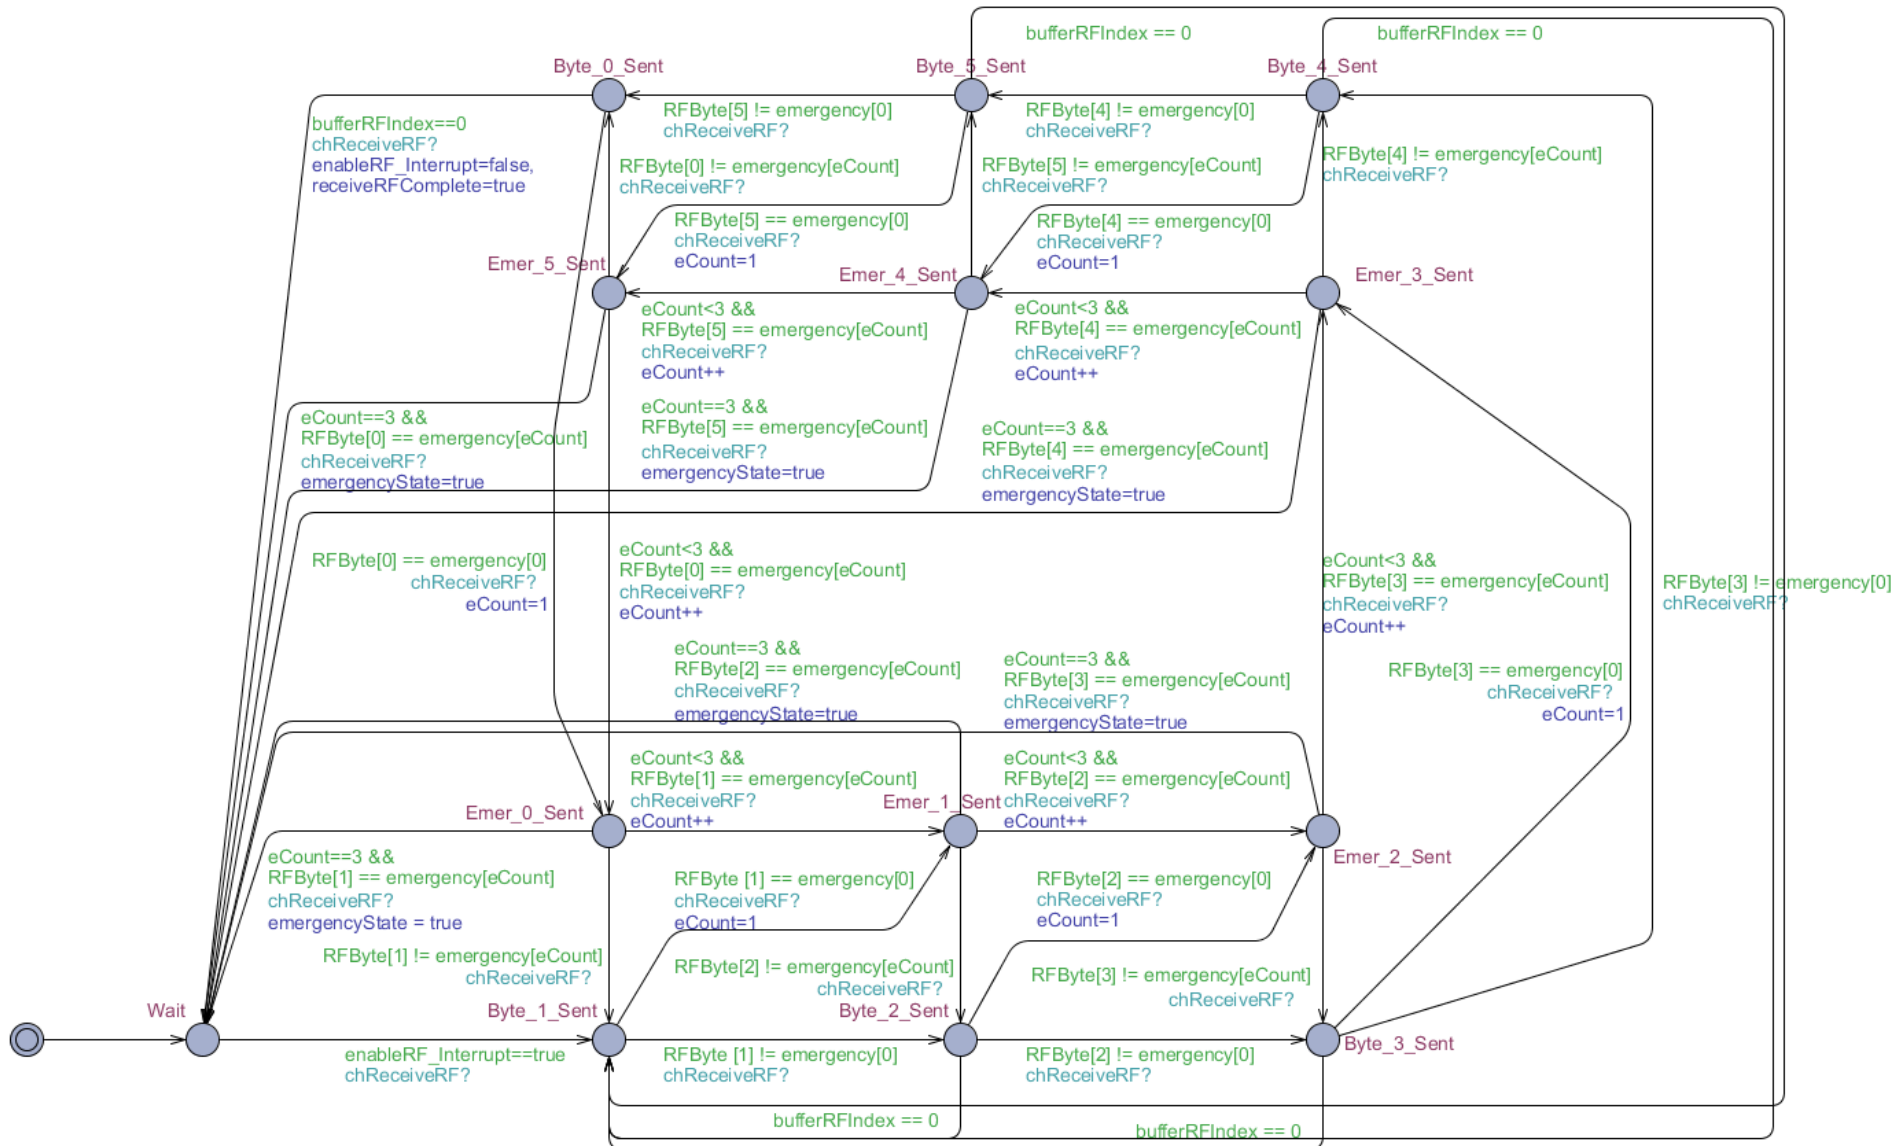 bufferRFIndex == 0
bufferRFIndex == 0
Byte_0_Sent
Byte_5_Sent
Byte_4_Sent
bufferRFIndex==0
chReceiveRF?
enableRF_Interrupt=false,
receiveRFComplete=true
RFByte[5] != emergency[0]
chReceiveRF?
RFByte[4] != emergency[0]
chReceiveRF?
RFByte[0] != emergency[eCount]
chReceiveRF?
RFByte[5] != emergency[eCount]
chReceiveRF?
RFByte[4] != emergency[eCount]
chReceiveRF?
RFByte[5] == emergency[0]
chReceiveRF?
eCount=1
RFByte[4] == emergency[0]
chReceiveRF?
eCount=1
Emer_5_Sent
Emer_4_Sent
Emer_3_Sent
eCount<3 &&
RFByte[5] == emergency[eCount]
chReceiveRF?
eCount++
eCount<3 &&
RFByte[4] == emergency[eCount]
chReceiveRF?
eCount++
eCount==3 &&
RFByte[0] == emergency[eCount]
chReceiveRF?
emergencyState=true
eCount==3 &&
RFByte[5] == emergency[eCount]
chReceiveRF?
emergencyState=true
eCount==3 &&
RFByte[4] == emergency[eCount]
chReceiveRF?
emergencyState=true
RFByte[0] == emergency[0]
chReceiveRF?
eCount=1
eCount<3 &&
RFByte[0] == emergency[eCount]
chReceiveRF?
eCount++
eCount<3 &&
RFByte[3] == emergency[eCount]
chReceiveRF?
eCount++
RFByte[3] != emergency[0]
chReceiveRF?
eCount==3 &&
RFByte[2] == emergency[eCount]
chReceiveRF?
emergencyState=true
eCount==3 &&
RFByte[3] == emergency[eCount]
chReceiveRF?
emergencyState=true
RFByte[3] == emergency[0]
chReceiveRF?
eCount=1
eCount<3 &&
RFByte[1] == emergency[eCount]
chReceiveRF?
eCount++
eCount<3 &&
RFByte[2] == emergency[eCount]
chReceiveRF?
eCount++
Emer_0_Sent
Emer_1_Sent
Emer_2_Sent
eCount==3 &&
RFByte[1] == emergency[eCount]
chReceiveRF?
emergencyState = true
RFByte [1] == emergency[0]
chReceiveRF?
eCount=1
RFByte[2] == emergency[0]
chReceiveRF?
eCount=1
RFByte[1] != emergency[eCount]
chReceiveRF?
RFByte[2] != emergency[eCount]
chReceiveRF?
RFByte[3] != emergency[eCount]
chReceiveRF?
Wait
Byte_1_Sent
Byte_2_Sent
Byte_3_Sent
enableRF_Interrupt==true
chReceiveRF?
RFByte [1] != emergency[0]
chReceiveRF?
RFByte[2] != emergency[0]
chReceiveRF?
bufferRFIndex == 0
bufferRFIndex == 0